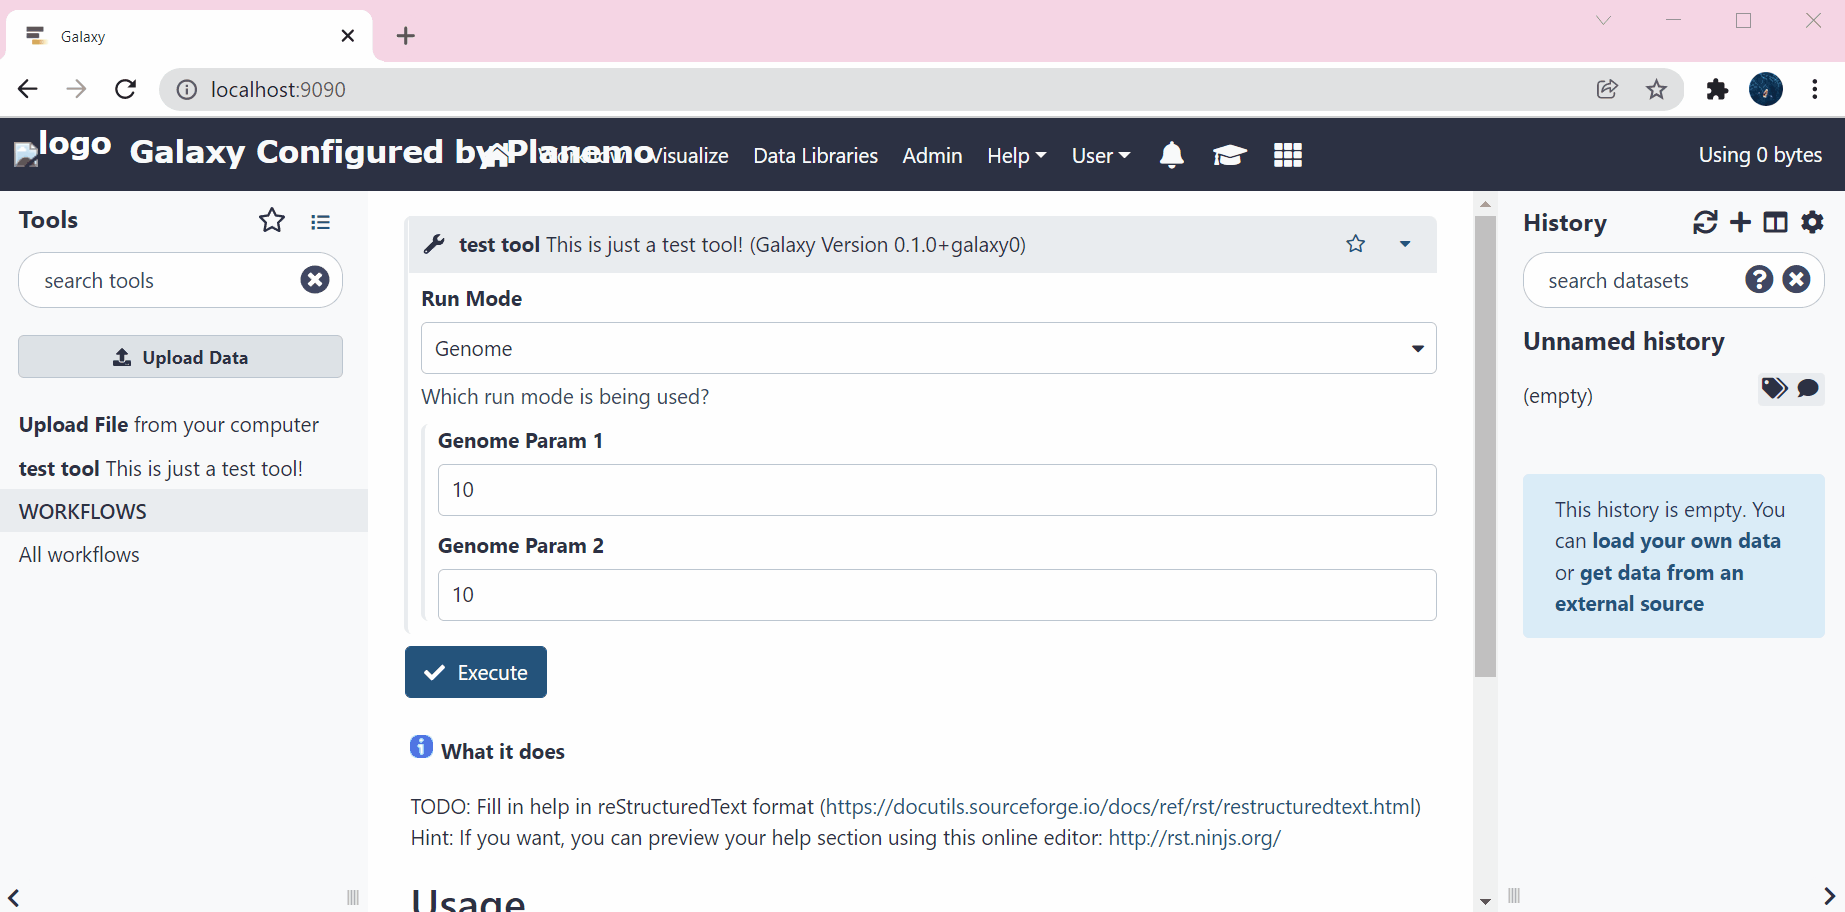 Galaxy
localhost:9090
logo Galaxy Configured by Planemo Workflow Visualize Data Libraries Admin Help User Using 0 bytes
Tools
search tools
Upload Data
Upload File from your computer
test tool This is just a test tool!
WORKFLOWS
All workflows
test tool This is just a test tool! (Galaxy Version 0.1.0+galaxy0)
Run Mode
Genome
Which run mode is being used?
Genome Param 1
10
Genome Param 2
10
Execute
What it does
TODO: Fill in help in reStructuredText format (https://docutils.sourceforge.io/docs/ref/rst/restructuredtext.html)
Hint: If you want, you can preview your help section using this online editor: http://rst.ninjs.org/
Usage
History
search datasets
Unnamed history
(empty)
This history is empty. You
can load your own data
or get data from an
external source